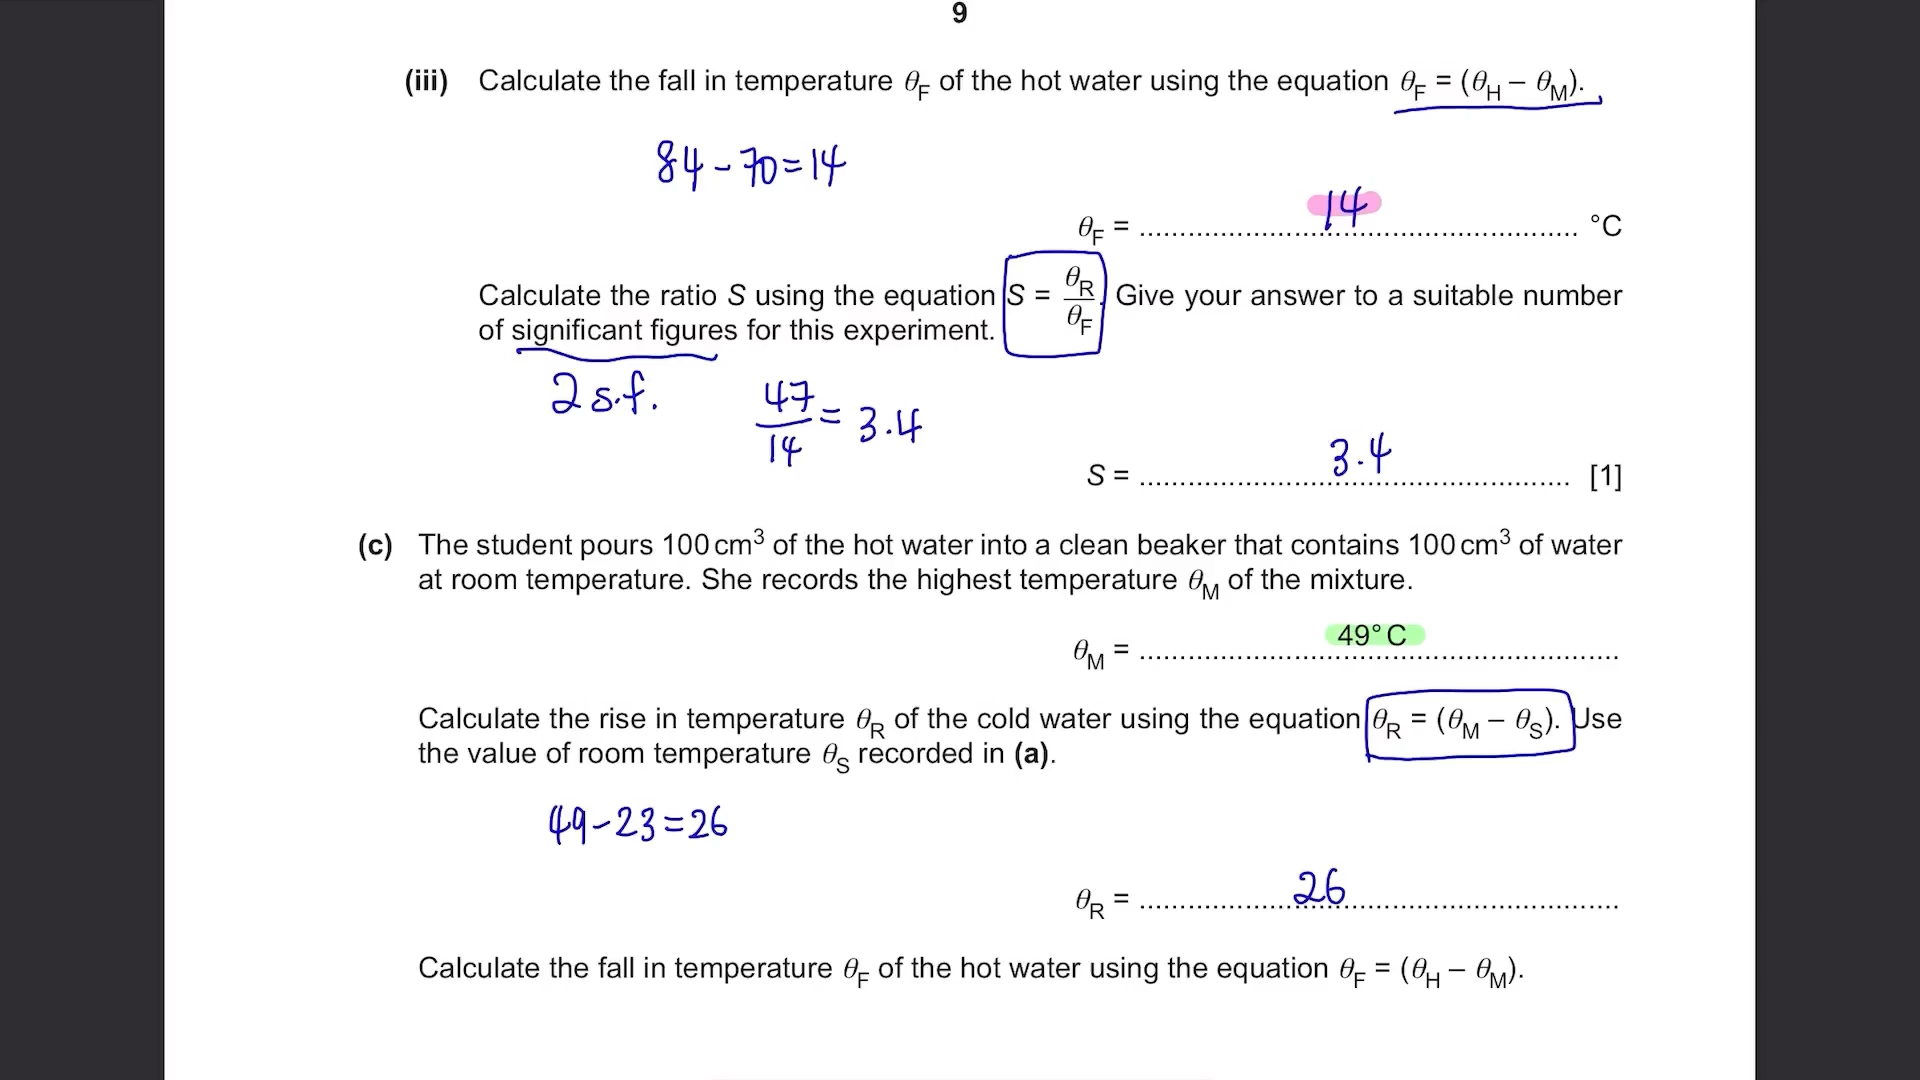 9
(iii) Calculate the fall in temperature θF of the hot water using the equation θF = (θH – θM).
84 - 70 = 14
14
θF = ........................................................ °C
Calculate the ratio S using the equation S = θR/θF. Give your answer to a suitable number
of significant figures for this experiment.
2 s.f.
47/14 = 3.4
3.4
S = ........................................................ [1]
(c) The student pours 100 cm³ of the hot water into a clean beaker that contains 100 cm³ of water
at room temperature. She records the highest temperature θM of the mixture.
49°C
θM = ........................................................
Calculate the rise in temperature θR of the cold water using the equation θR = (θM – θS). Use
the value of room temperature θS recorded in (a).
49 - 23 = 26
26
θR = ........................................................
Calculate the fall in temperature θF of the hot water using the equation θF = (θH – θM).